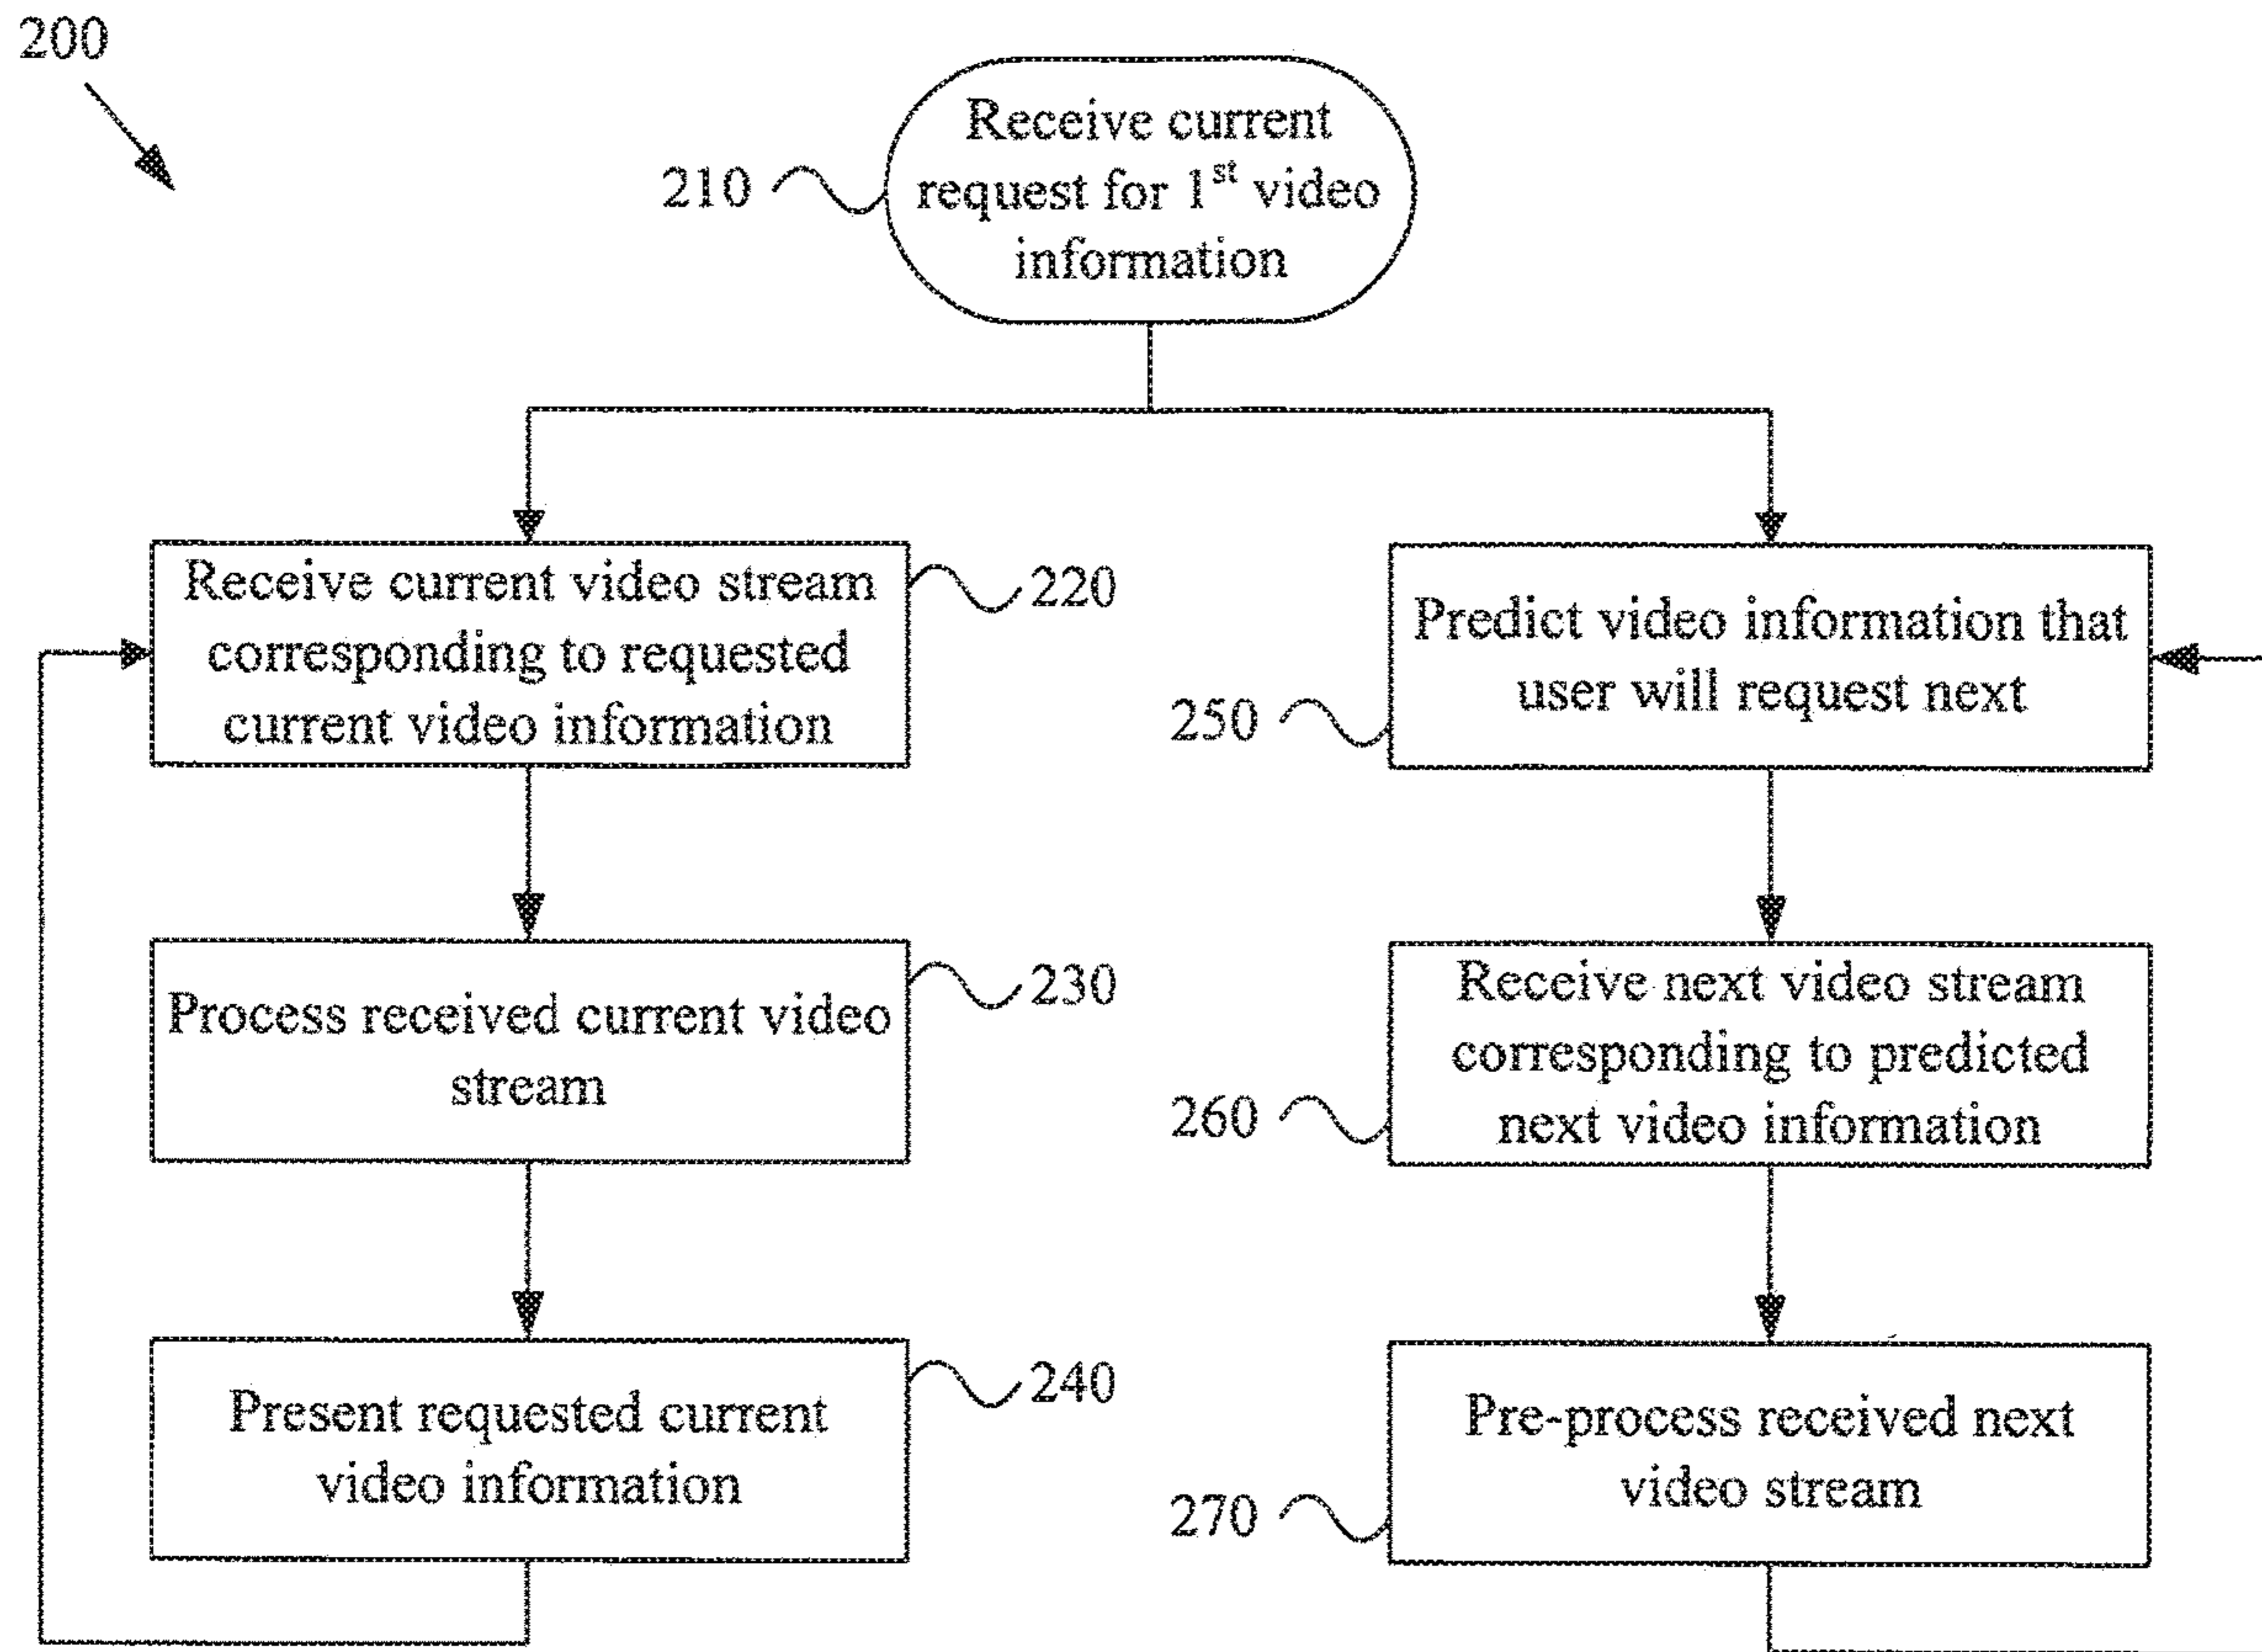 200
Receive current
request for 1st video
information
210
Receive current video stream
corresponding to requested
current video information
220
Process received current video
stream
230
Present requested current
video information
240
Predict video information that
user will request next
250
Receive next video stream
corresponding to predicted
next video information
260
Pre-process received next
video stream
270